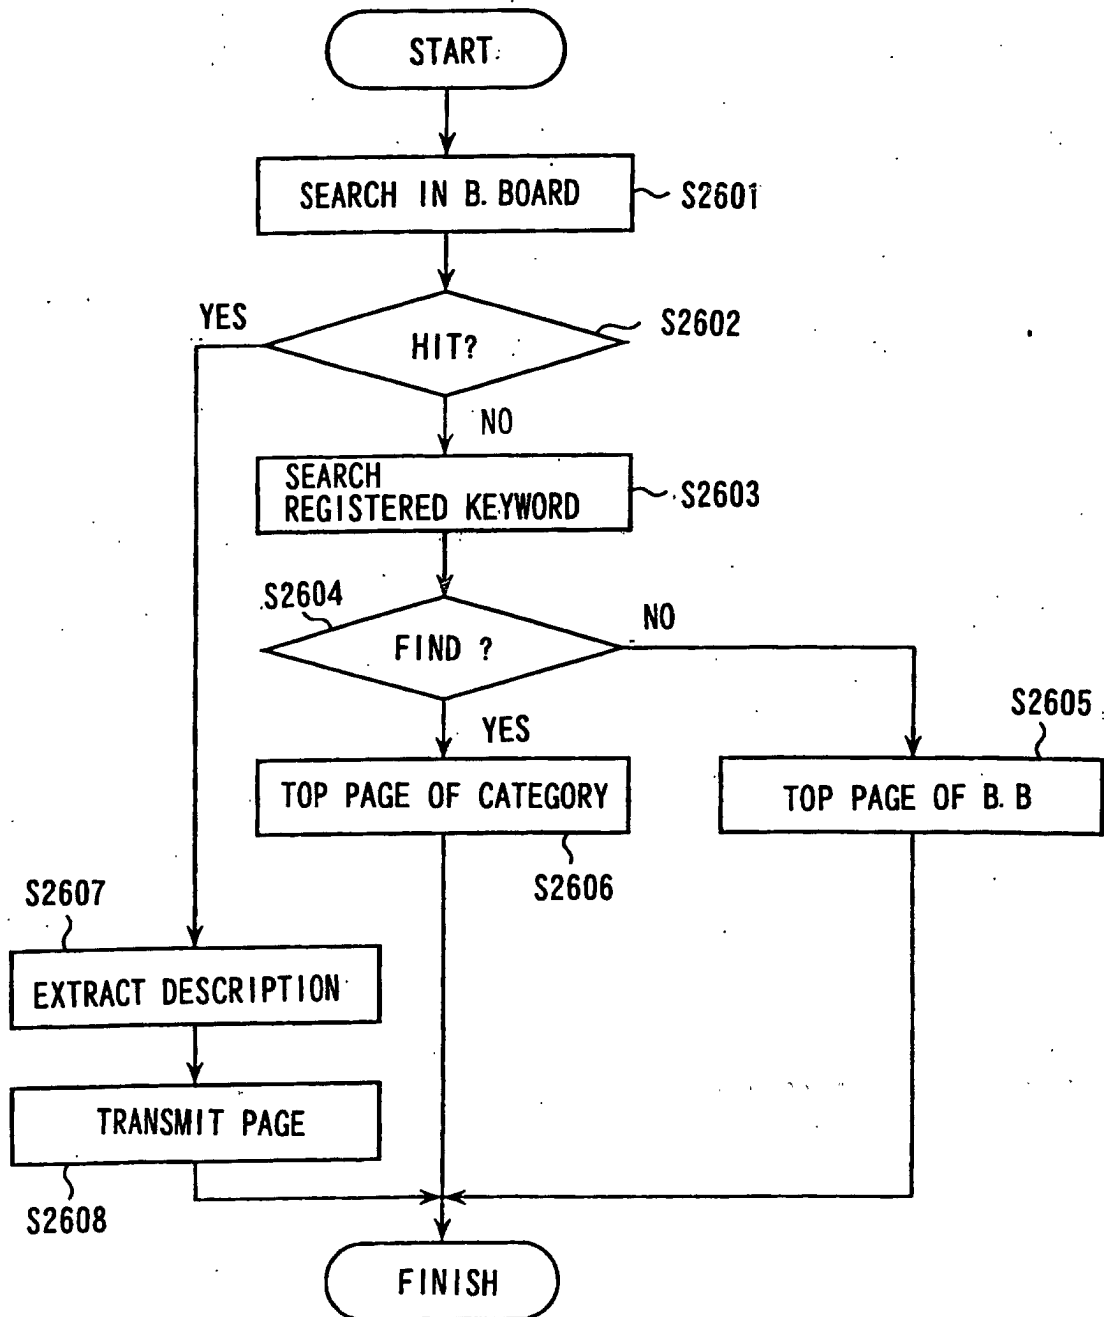 START
SEARCH IN B. BOARD
S2601
YES
HIT?
S2602
NO
SEARCH
REGISTERED KEYWORD
S2603
S2604
FIND ?
NO
YES
S2605
TOP PAGE OF CATEGORY
TOP PAGE OF B. B
S2606
S2607
EXTRACT DESCRIPTION
TRANSMIT PAGE
S2608
FINISH